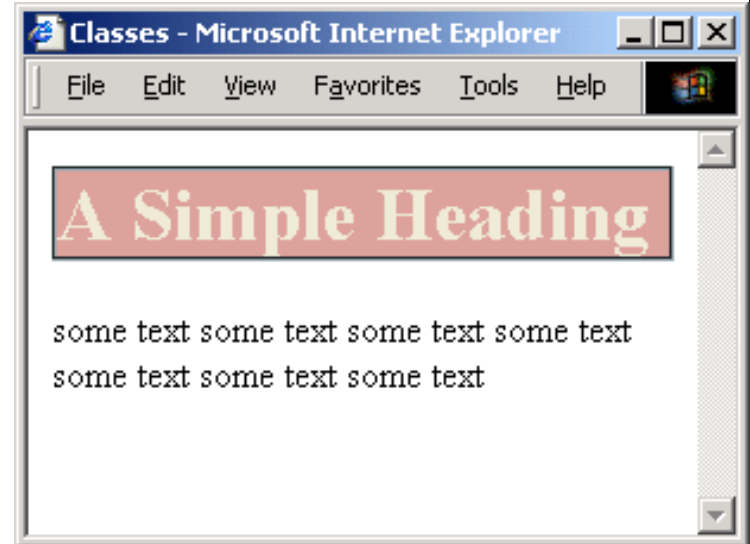 Classes - Microsoft Internet Explorer
File Edit View Favorites Tools Help
A Simple Heading
some text some text some text some text
some text some text some text